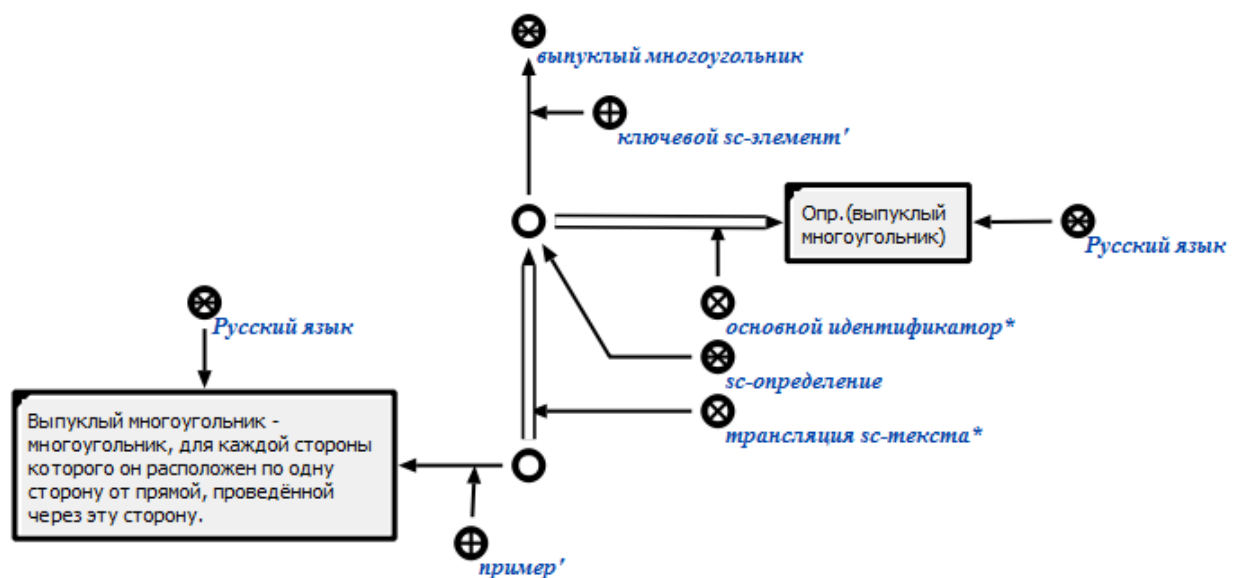 выпуклый многоугольник
ключевой sc-элемент'
Опр.(выпуклый
многоугольник)
Русский язык
Русский язык
основной идентификатор*
sc-определение
Выпуклый многоугольник -
многоугольник, для каждой стороны
которого он расположен по одну
сторону от прямой, проведённой
через эту сторону.
трансляция sc-текста*
пример'